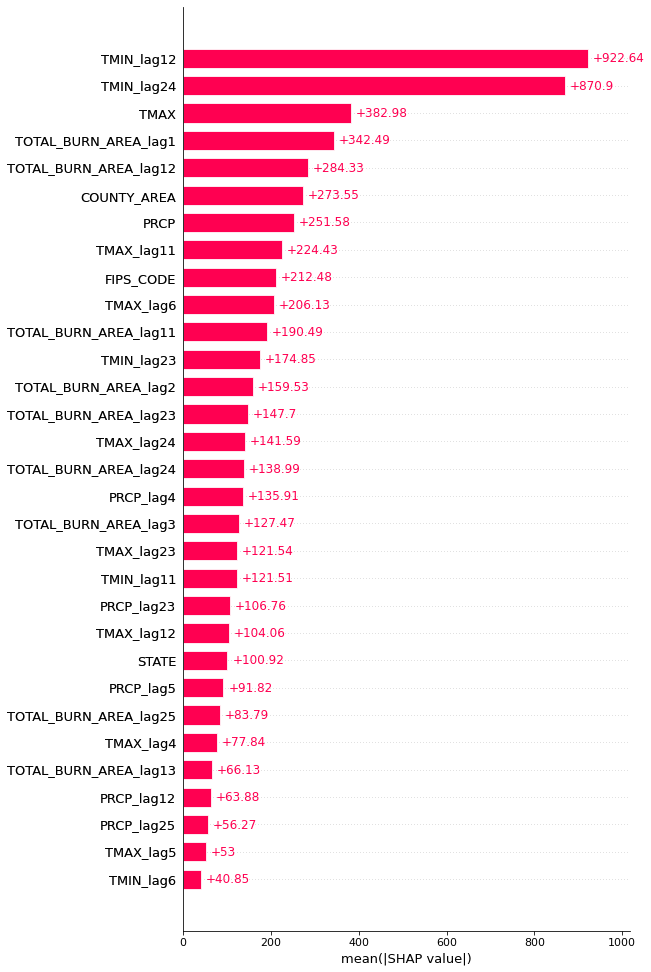 TMIN_lag12 +922.64
TMIN_lag24 +870.9
TMAX +382.98
TOTAL_BURN_AREA_lag1 +342.49
TOTAL_BURN_AREA_lag12 +284.33
COUNTY_AREA +273.55
PRCP +251.58
TMAX_lag11 +224.43
FIPS_CODE +212.48
TMAX_lag6 +206.13
TOTAL_BURN_AREA_lag11 +190.49
TMIN_lag23 +174.85
TOTAL_BURN_AREA_lag2 +159.53
TOTAL_BURN_AREA_lag23 +147.7
TMAX_lag24 +141.59
TOTAL_BURN_AREA_lag24 +138.99
PRCP_lag4 +135.91
TOTAL_BURN_AREA_lag3 +127.47
TMAX_lag23 +121.54
TMIN_lag11 +121.51
PRCP_lag23 +106.76
TMAX_lag12 +104.06
STATE +100.92
PRCP_lag5 +91.82
TOTAL_BURN_AREA_lag25 +83.79
TMAX_lag4 +77.84
TOTAL_BURN_AREA_lag13 +66.13
PRCP_lag12 +63.88
PRCP_lag25 +56.27
TMAX_lag5 +53
TMIN_lag6 +40.85
0 200 400 600 800 1000
mean(|SHAP value|)